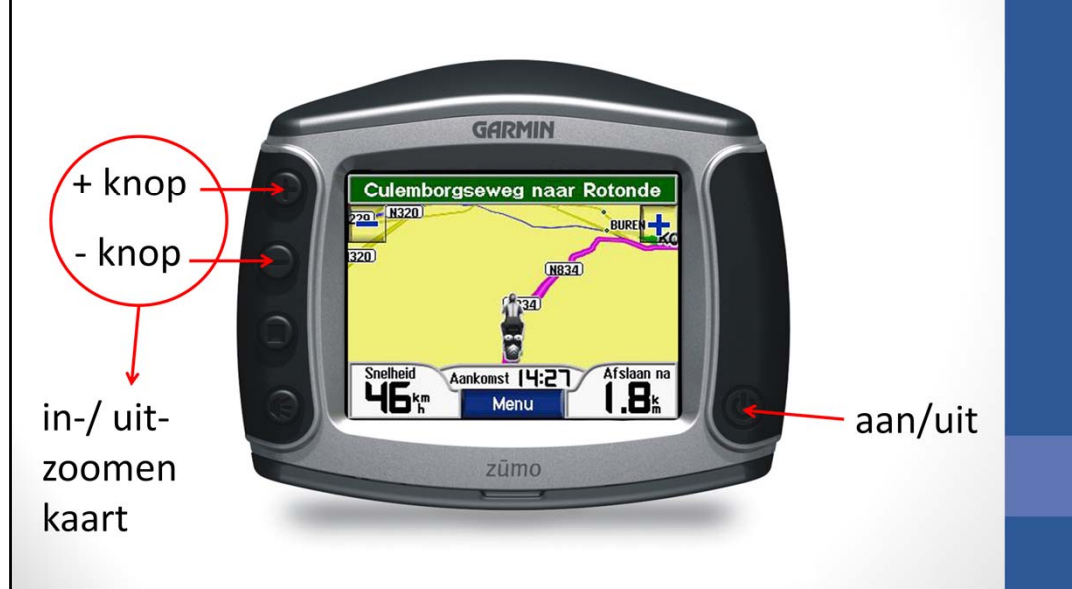 GARMIN
+ knop
- knop
in-/ uit-
zoomen
kaart
Culemborgseweg naar Rotonde
N320
BUREN
N834
Snelheid
46 km/h
Aankomst 14:27
Menu
Afslaan na
1.8 km
zūmo
aan/uit